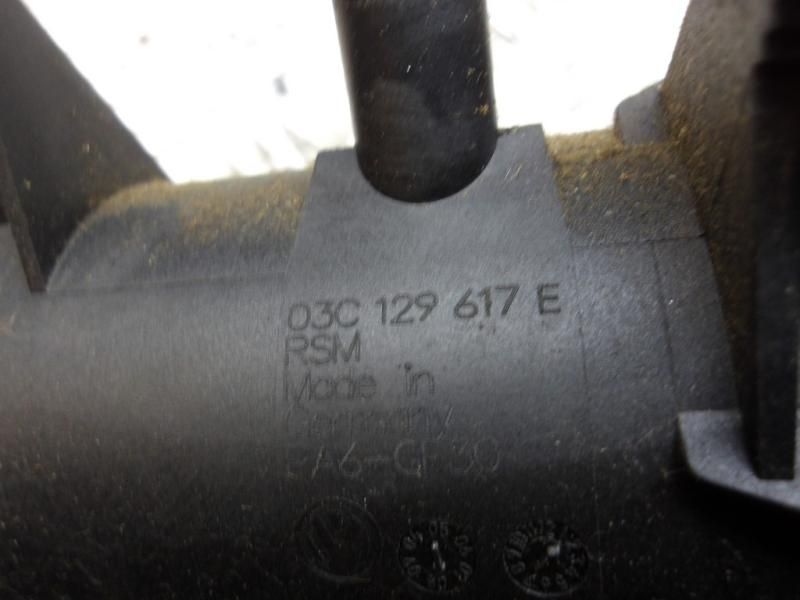 03C 129 617 E
RSM
Made in
Germany
PA6-GF30